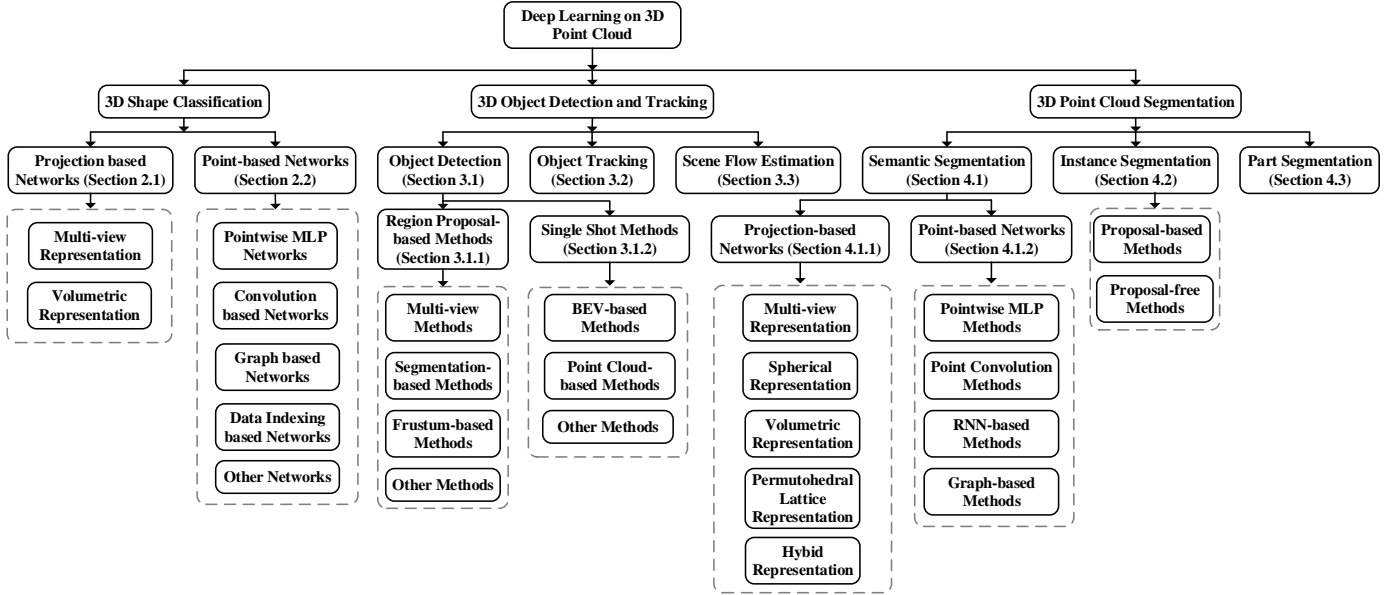 Deep Learning on 3D
Point Cloud
3D Shape Classification
3D Object Detection and Tracking
3D Point Cloud Segmentation
Projection based
Networks (Section 2.1)
Point-based Networks
(Section 2.2)
Object Detection
(Section 3.1)
Object Tracking
(Section 3.2)
Scene Flow Estimation
(Section 3.3)
Semantic Segmentation
(Section 4.1)
Instance Segmentation
(Section 4.2)
Part Segmentation
(Section 4.3)
Multi-view
Representation
Volumetric
Representation
Pointwise MLP
Networks
Convolution
based Networks
Graph based
Networks
Data Indexing
based Networks
Other Networks
Region Proposal-
based Methods
(Section 3.1.1)
Single Shot Methods
(Section 3.1.2)
Projection-based
Networks (Section 4.1.1)
Point-based Networks
(Section 4.1.2)
Proposal-based
Methods
Proposal-free
Methods
Multi-view
Methods
Segmentation-
based Methods
Frustum-based
Methods
Other Methods
BEV-based
Methods
Point Cloud-
based Methods
Other Methods
Multi-view
Representation
Spherical
Representation
Volumetric
Representation
Permutohedral
Lattice
Representation
Hybid
Representation
Pointwise MLP
Methods
Point Convolution
Methods
RNN-based
Methods
Graph-based
Methods